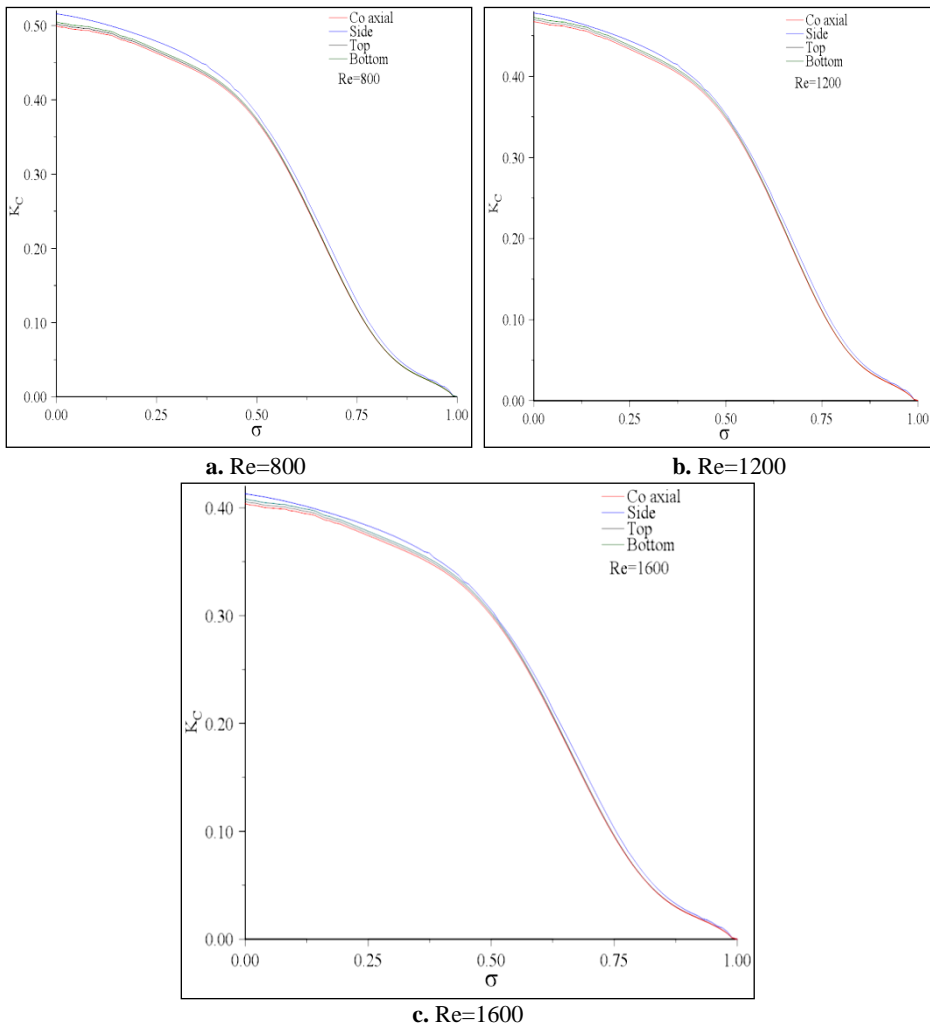 Co axial
Side
Top
Bottom
Re=800
0.50
0.40
0.30
0.20
0.10
0.00
K_C
0.00 0.25 0.50 0.75 1.00
σ
a. Re=800
Co axial
Side
Top
Bottom
Re=1200
0.40
0.30
0.20
0.10
0.00
K_C
0.00 0.25 0.50 0.75 1.00
σ
b. Re=1200
Co axial
Side
Top
Bottom
Re=1600
0.40
0.30
0.20
0.10
0.00
K_C
0.00 0.25 0.50 0.75 1.00
σ
c. Re=1600